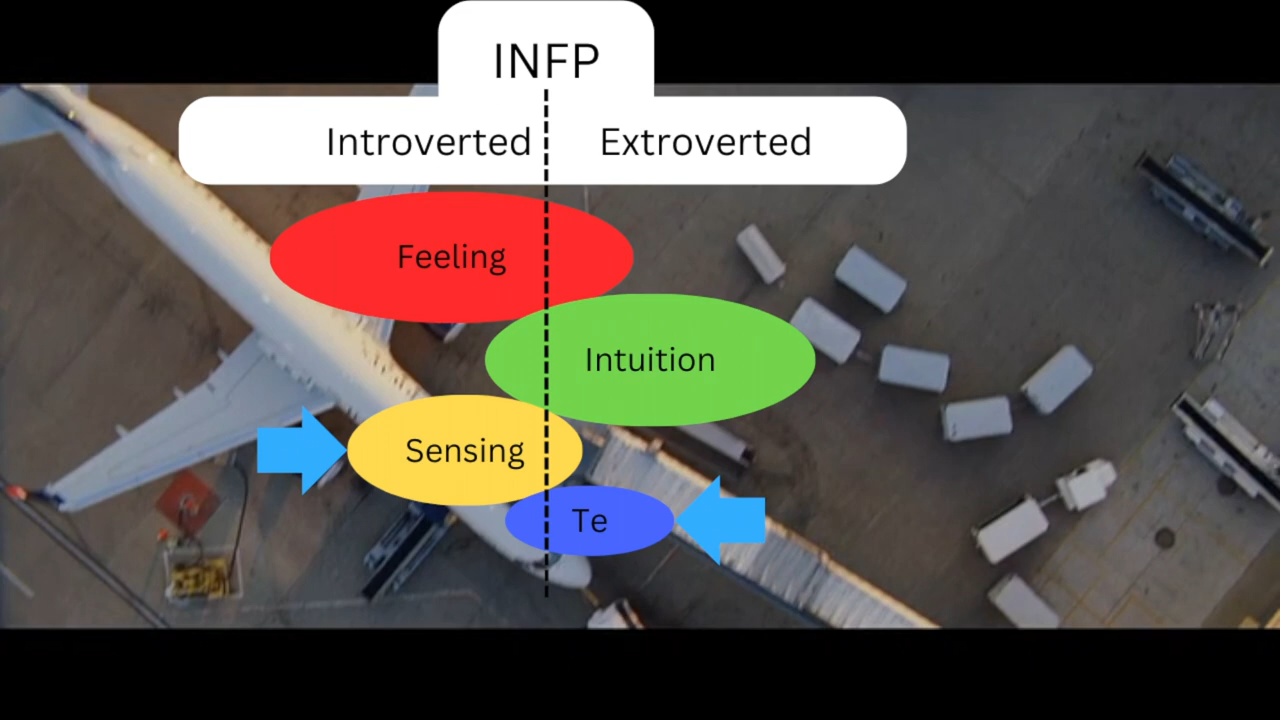 INFP
Introverted Extroverted
Feeling
Intuition
Sensing
Te